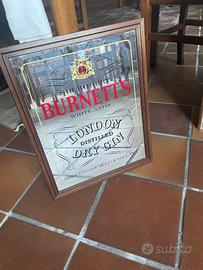 SIR ROBERT
BURNETT'S
WHITE SATIN
LONDON
DISTILLED
DRY GIN
subito